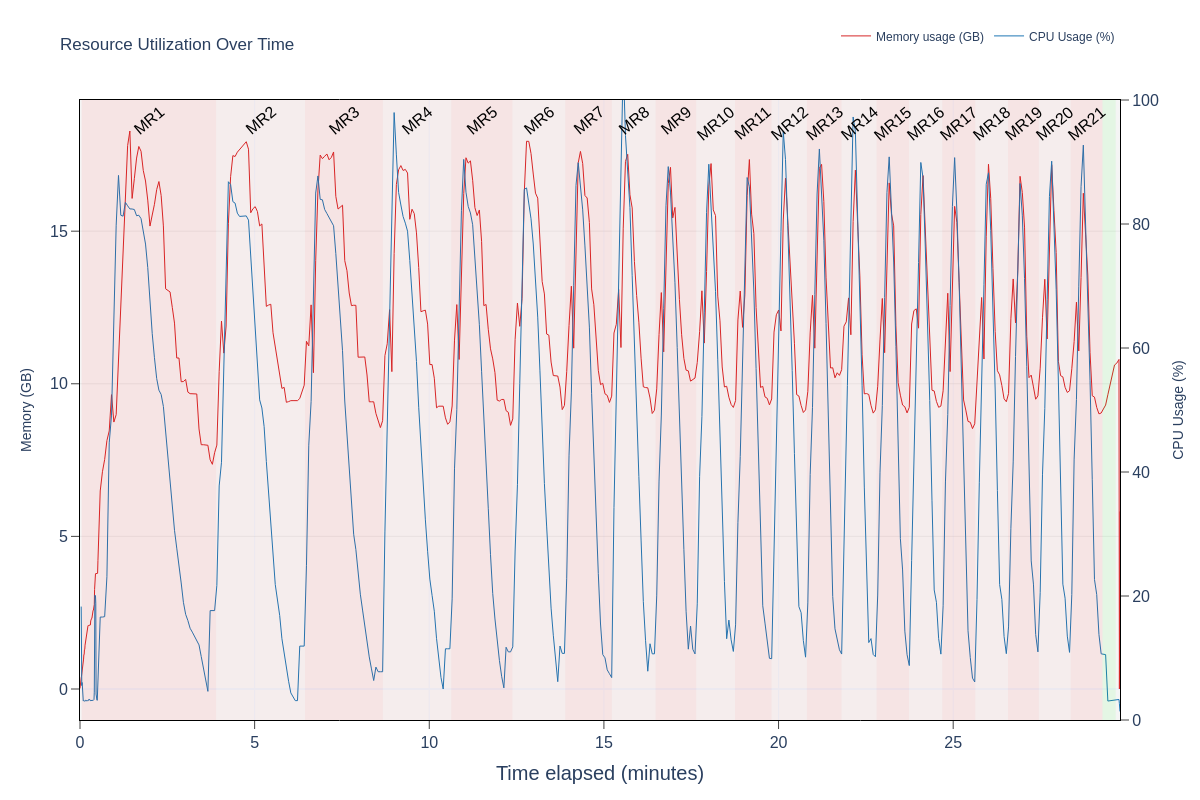 Resource Utilization Over Time
Memory usage (GB)
CPU Usage (%)
MR1
MR2
MR3
MR4
MR5
MR6
MR7
MR8
MR9
MR10
MR11
MR12
MR13
MR14
MR15
MR16
MR17
MR18
MR19
MR20
MR21
15
10
5
0
Memory (GB)
100
80
60
40
20
0
CPU Usage (%)
0
5
10
15
20
25
Time elapsed (minutes)